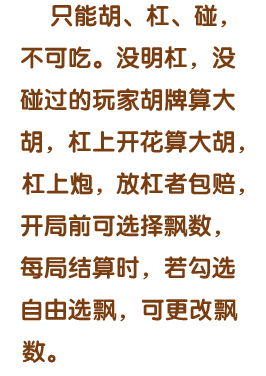 只能胡、杠、碰，
不可吃。没明杠，没
碰过的玩家胡牌算大
胡，杠上开花算大胡，
杠上炮，放杠者包赔，
开局前可选择飘数，
每局结算时，若勾选
自由选飘，可更改飘
数。